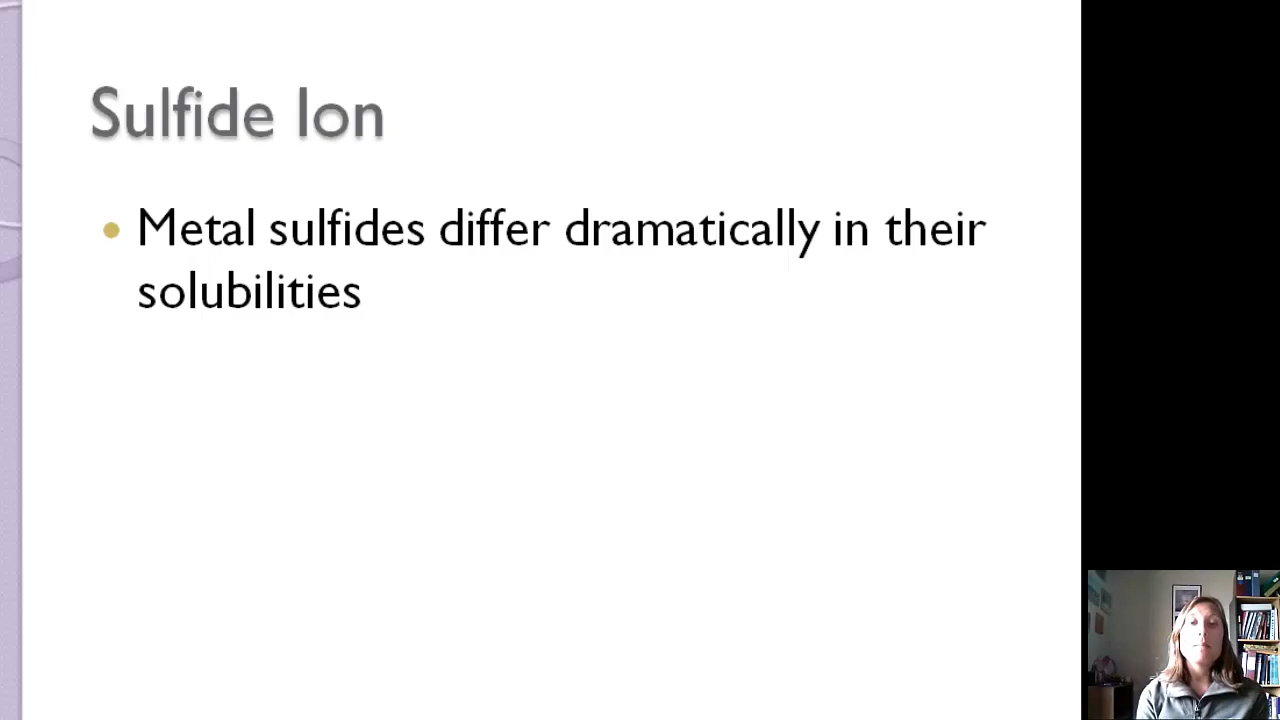 Sulfide Ion
• Metal sulfides differ dramatically in their
solubilities